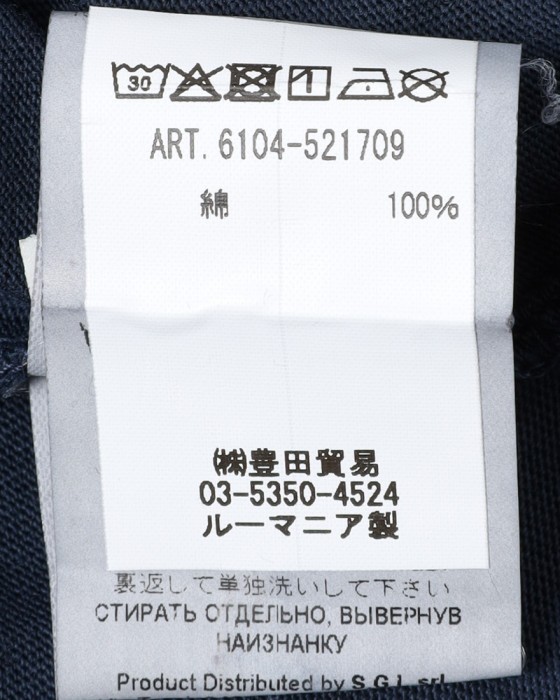 30
ART. 6104-521709
綿 100%
㈱豊田貿易
03-5350-4524
ルーマニア製
裏返して単独洗いして下さい
СТИРАТЬ ОТДЕЛЬНО, ВЫВЕРНУВ
НАИЗНАНКУ
Product Distributed by S.G.I. srl